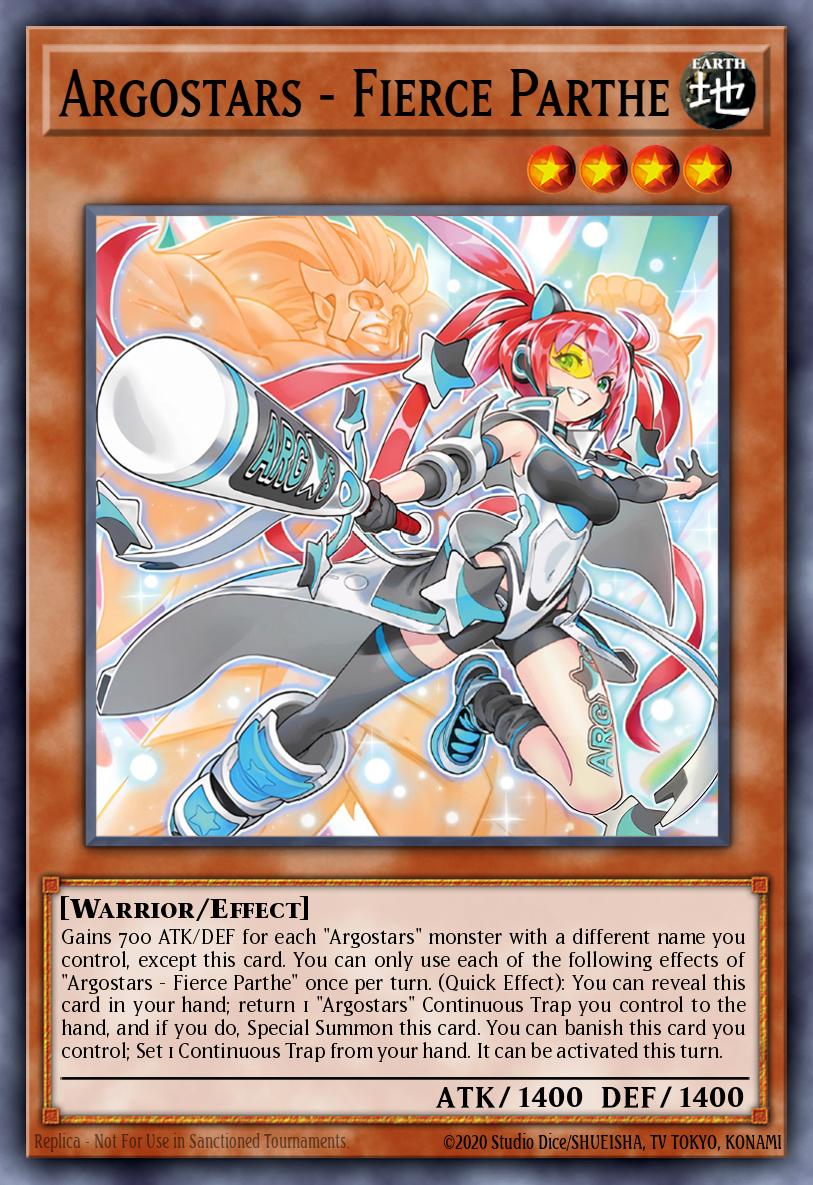 Argostars - Fierce Parthe
EARTH
地
ARG★S
ARG★
[Warrior/Effect]
Gains 700 ATK/DEF for each "Argostars" monster with a different name you
control, except this card. You can only use each of the following effects of
"Argostars - Fierce Parthe" once per turn. (Quick Effect): You can reveal this
card in your hand; return 1 "Argostars" Continuous Trap you control to the
hand, and if you do, Special Summon this card. You can banish this card you
control; Set 1 Continuous Trap from your hand. It can be activated this turn.
ATK/1400 DEF/1400
Replica - Not For Use in Sanctioned Tournaments.
©2020 Studio Dice/SHUEISHA, TV TOKYO, KONAMI